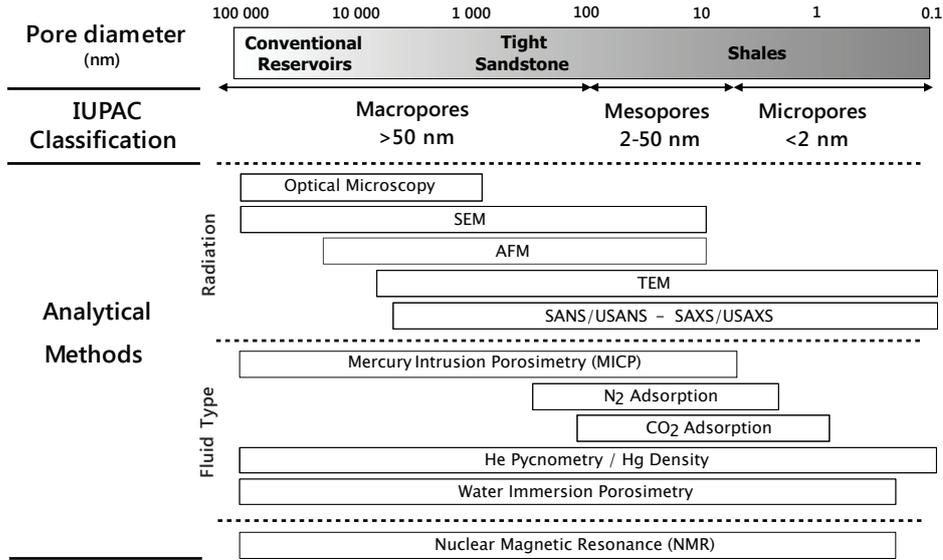 100 000 10 000 1 000 100 10 1 0.1
Pore diameter
(nm)
Conventional
Reservoirs
Tight
Sandstone
Shales
IUPAC
Classification
Macropores
>50 nm
Mesopores
2-50 nm
Micropores
<2 nm
Analytical
Methods
Radiation
Optical Microscopy
SEM
AFM
TEM
SANS/USANS – SAXS/USAXS
Fluid Type
Mercury Intrusion Porosimetry (MICP)
N2 Adsorption
CO2 Adsorption
He Pycnometry / Hg Density
Water Immersion Porosimetry
Nuclear Magnetic Resonance (NMR)